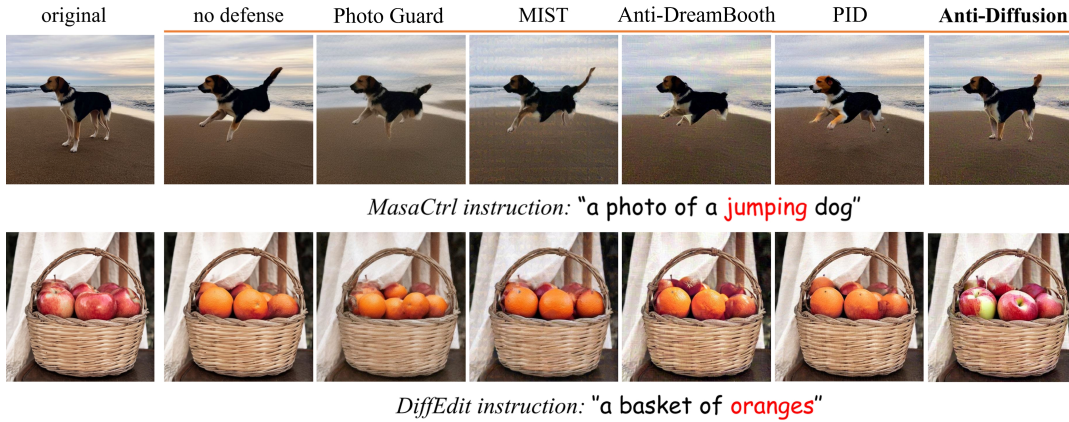 original no defense Photo Guard MIST Anti-DreamBooth PID Anti-Diffusion
MasaCtrl instruction: “a photo of a jumping dog”
DiffEdit instruction: “a basket of oranges”